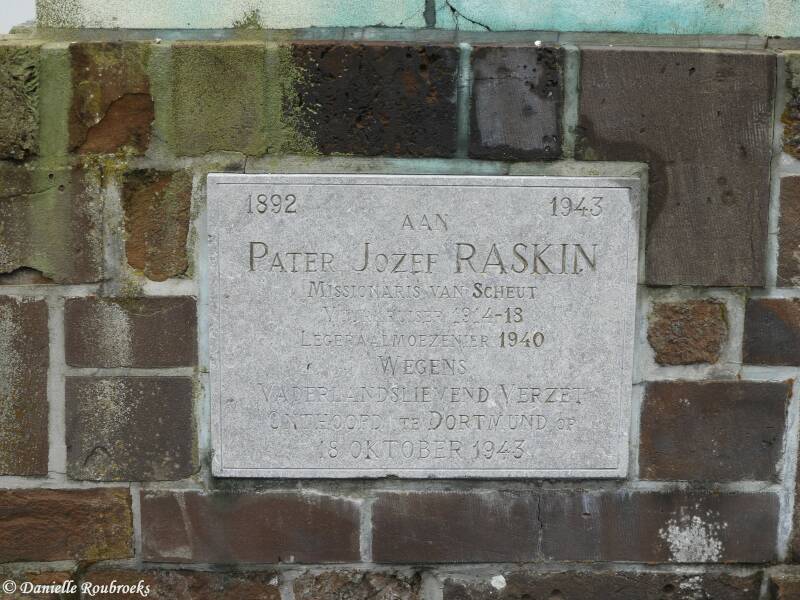 1892 1943
AAN
PATER JOZEF RASKIN
MISSIONARIS VAN SCHEUT
VUURKRUISER 1914-18
LEGERAALMOEZENIER 1940
WEGENS
VADERLANDSLIEVEND VERZET
ONTHOOFD TE DORTMUND OP
18 OKTOBER 1943
© Danielle Roubroeks